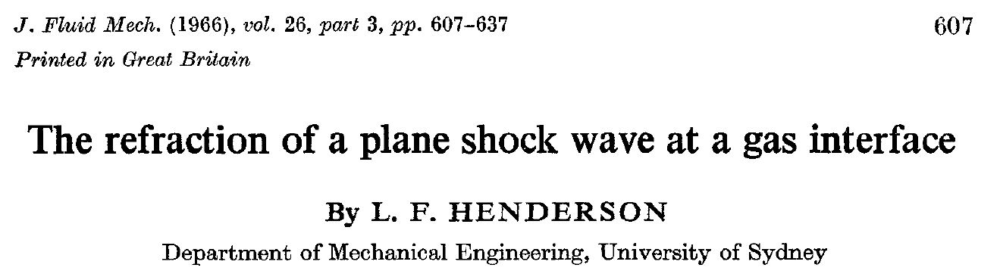 J. Fluid Mech. (1966), vol. 26, part 3, pp. 607–637 607
Printed in Great Britain
The refraction of a plane shock wave at a gas interface
By L. F. HENDERSON
Department of Mechanical Engineering, University of Sydney